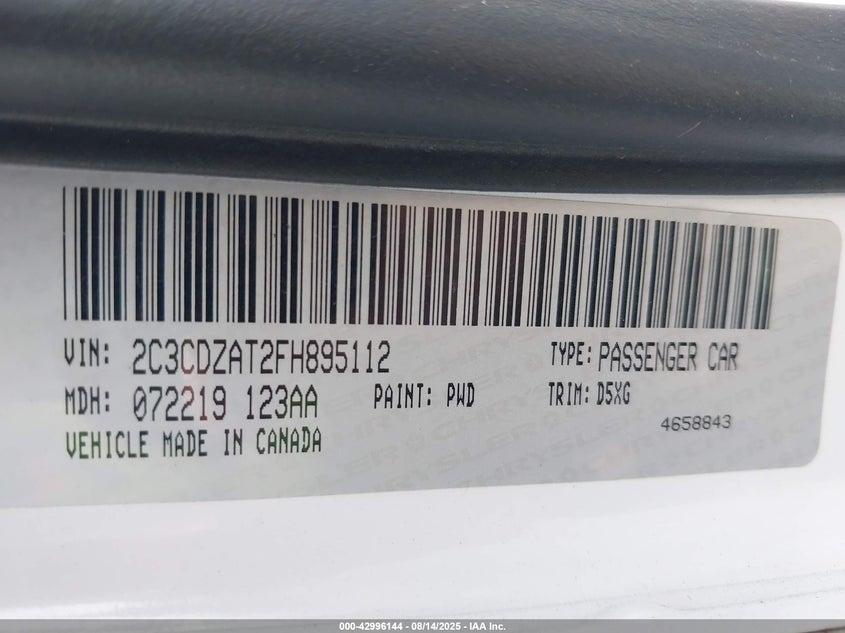 VIN: 2C3CDZAT2FH895112 TYPE: PASSENGER CAR
MDH: 072219 123AA PAINT: PWD TRIM: D5XG
VEHICLE MADE IN CANADA 4658843
000-42996144 - 08/14/2025 - IAA Inc.